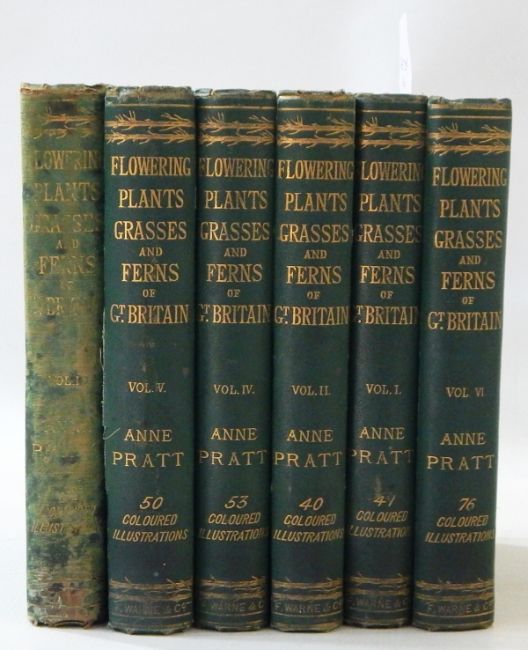 FLOWERING
PLANTS
GRASSES
AND
FERNS
OF
BRITAIN
VOL. I
ILLUSTRATIONS
FLOWERING
PLANTS
GRASSES
AND
FERNS
OF
GT. BRITAIN
VOL. V.
ANNE
PRATT
50
COLOURED
ILLUSTRATIONS
F. WARNE & Co.
FLOWERING
PLANTS
GRASSES
AND
FERNS
OF
GT. BRITAIN
VOL. IV.
ANNE
PRATT
53
COLOURED
ILLUSTRATIONS
F. WARNE & C
FLOWERING
PLANTS
GRASSES
AND
FERNS
OF
GT. BRITAIN
VOL. II.
ANNE
PRATT
40
COLOURED
ILLUSTRATIONS
F. WARNE & Co.
FLOWERING
PLANTS
GRASSES
AND
FERNS
OF
GT. BRITAIN
VOL. I.
ANNE
PRATT
41
COLOURED
ILLUSTRATIONS
F. WARNE & C
FLOWERING
PLANTS
GRASSES
AND
FERNS
OF
GT. BRITAIN
VOL. VI
ANNE
PRATT
76
COLOURED
ILLUSTRATIONS
F. WARNE & Co.